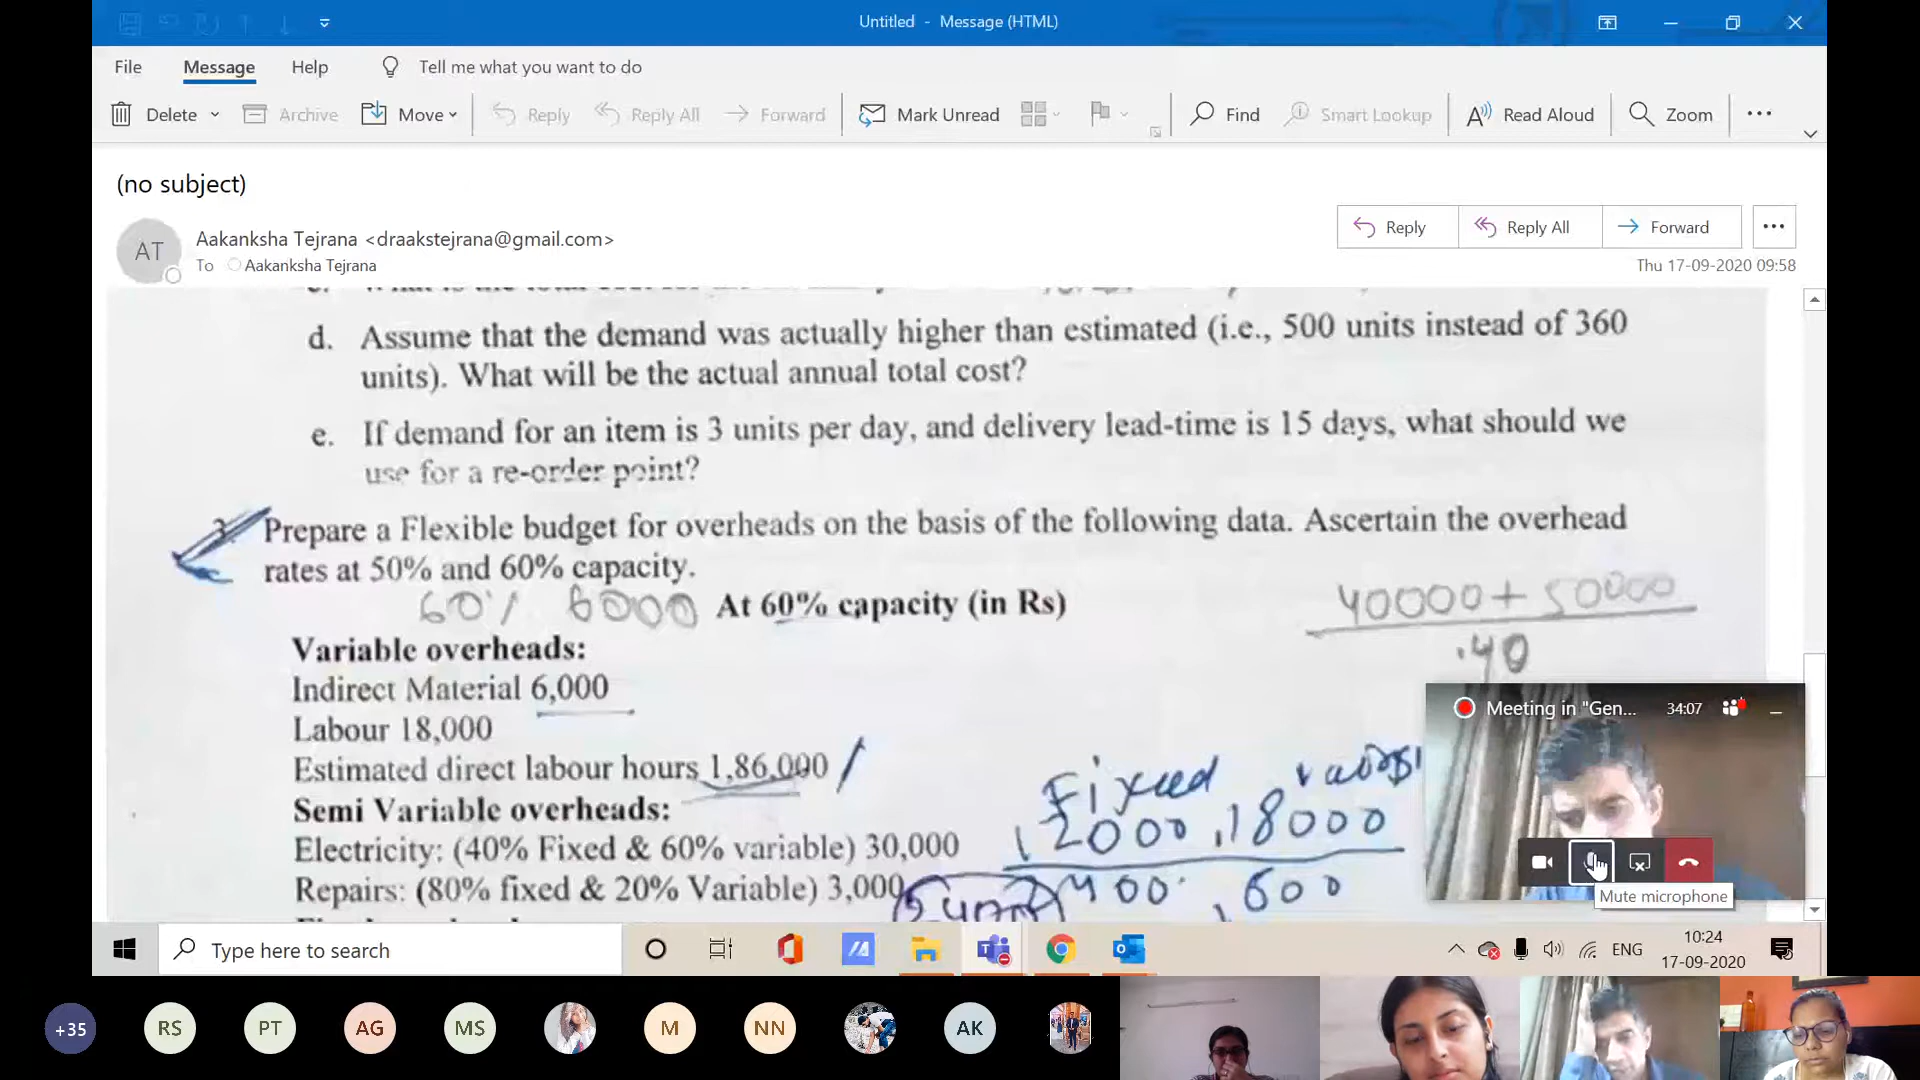 Untitled - Message (HTML)
File Message Help Tell me what you want to do
Delete Archive Move Reply Reply All Forward Mark Unread Find Smart Lookup Read Aloud Zoom
(no subject)
AT
Aakanksha Tejrana <draakstejrana@gmail.com>
To Aakanksha Tejrana
Reply Reply All Forward
Thu 17-09-2020 09:58
d. Assume that the demand was actually higher than estimated (i.e., 500 units instead of 360
units). What will be the actual annual total cost?
e. If demand for an item is 3 units per day, and delivery lead-time is 15 days, what should we
use for a re-order point?
Prepare a Flexible budget for overheads on the basis of the following data. Ascertain the overhead
rates at 50% and 60% capacity.
60% 6000 At 60% capacity (in Rs)
40000 + 50000
.40
Variable overheads:
Indirect Material 6,000
Labour 18,000
Estimated direct labour hours 1,86,000
Semi Variable overheads:
Electricity: (40% Fixed & 60% variable) 30,000
Repairs: (80% fixed & 20% Variable) 3,000
Fixed
12000 18000
2400 600
Meeting in "Gen... 34:07
Mute microphone
Type here to search
ENG
10:24
17-09-2020
+35 RS PT AG MS M NN AK